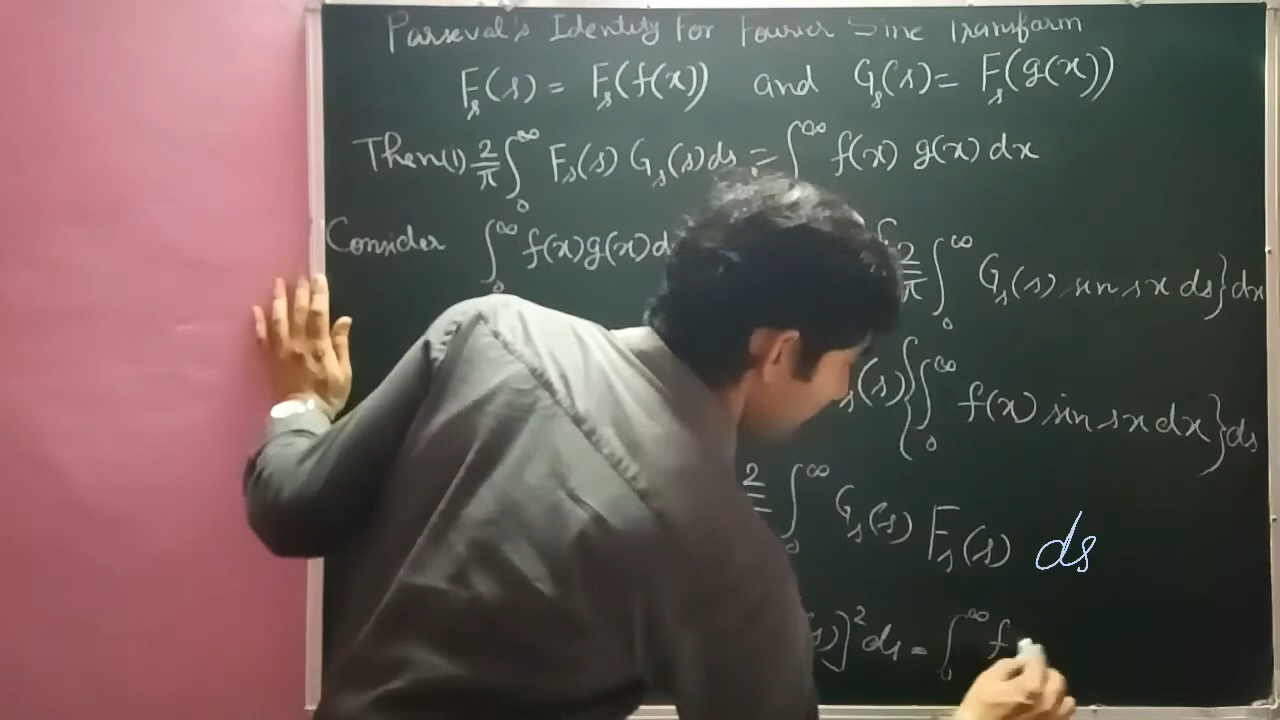 Parseval's Identity For Fourier Sine Transform
F_s(s) = F_s(f(x)) and G_s(s) = F_s(g(x))
Then (1) 2/π ∫_0^∞ F_s(s) G_s(s) ds = ∫_0^∞ f(x) g(x) dx
Consider ∫_0^∞ f(x) g(x) d
2/π ∫_0^∞ G_s(s) sin sx ds} dx
_s(s) {∫_0^∞ f(x) sin sx dx} ds
2 ∫_0^∞ G_s(s) F_s(s) ds
s)]^2 ds = ∫_0^∞ f